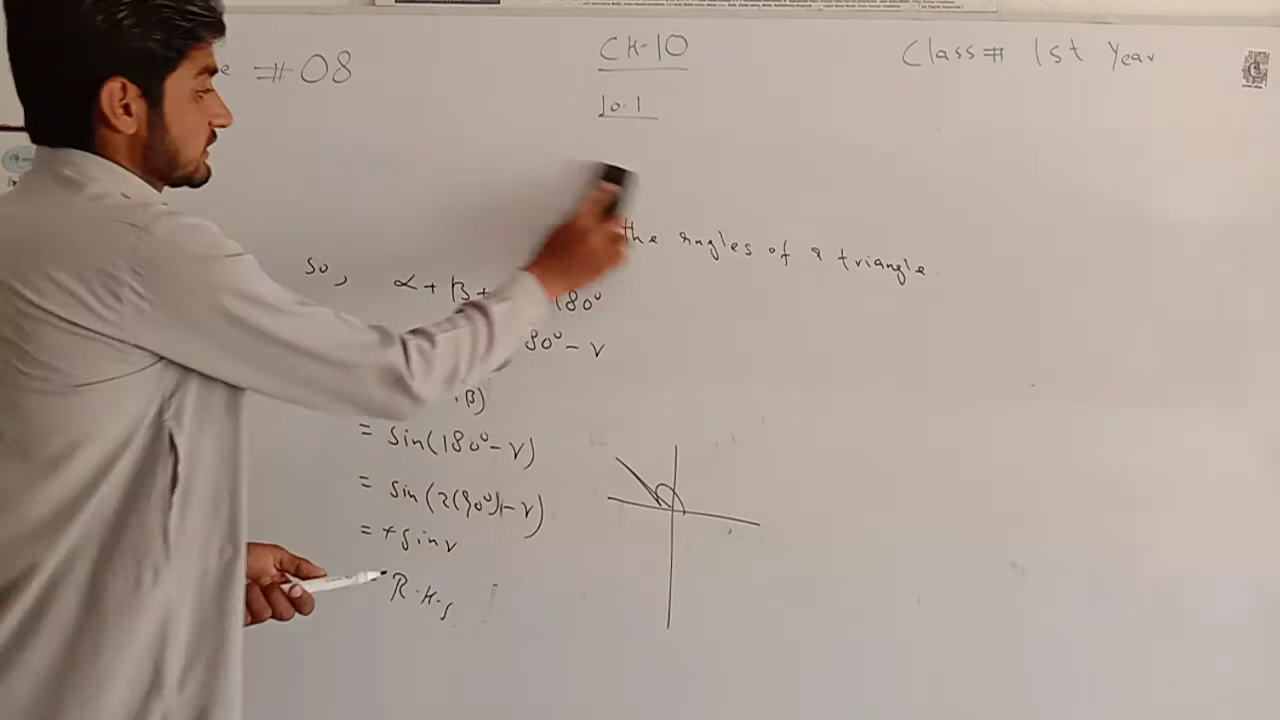 e # 08
CH-10
Class# 1st Year
10.1
the angles of a triangle.
So, α + β + 180°
80° - γ
β)
= Sin(180° - γ)
= Sin(2(90°) - γ)
= + Sin γ
R.H.S